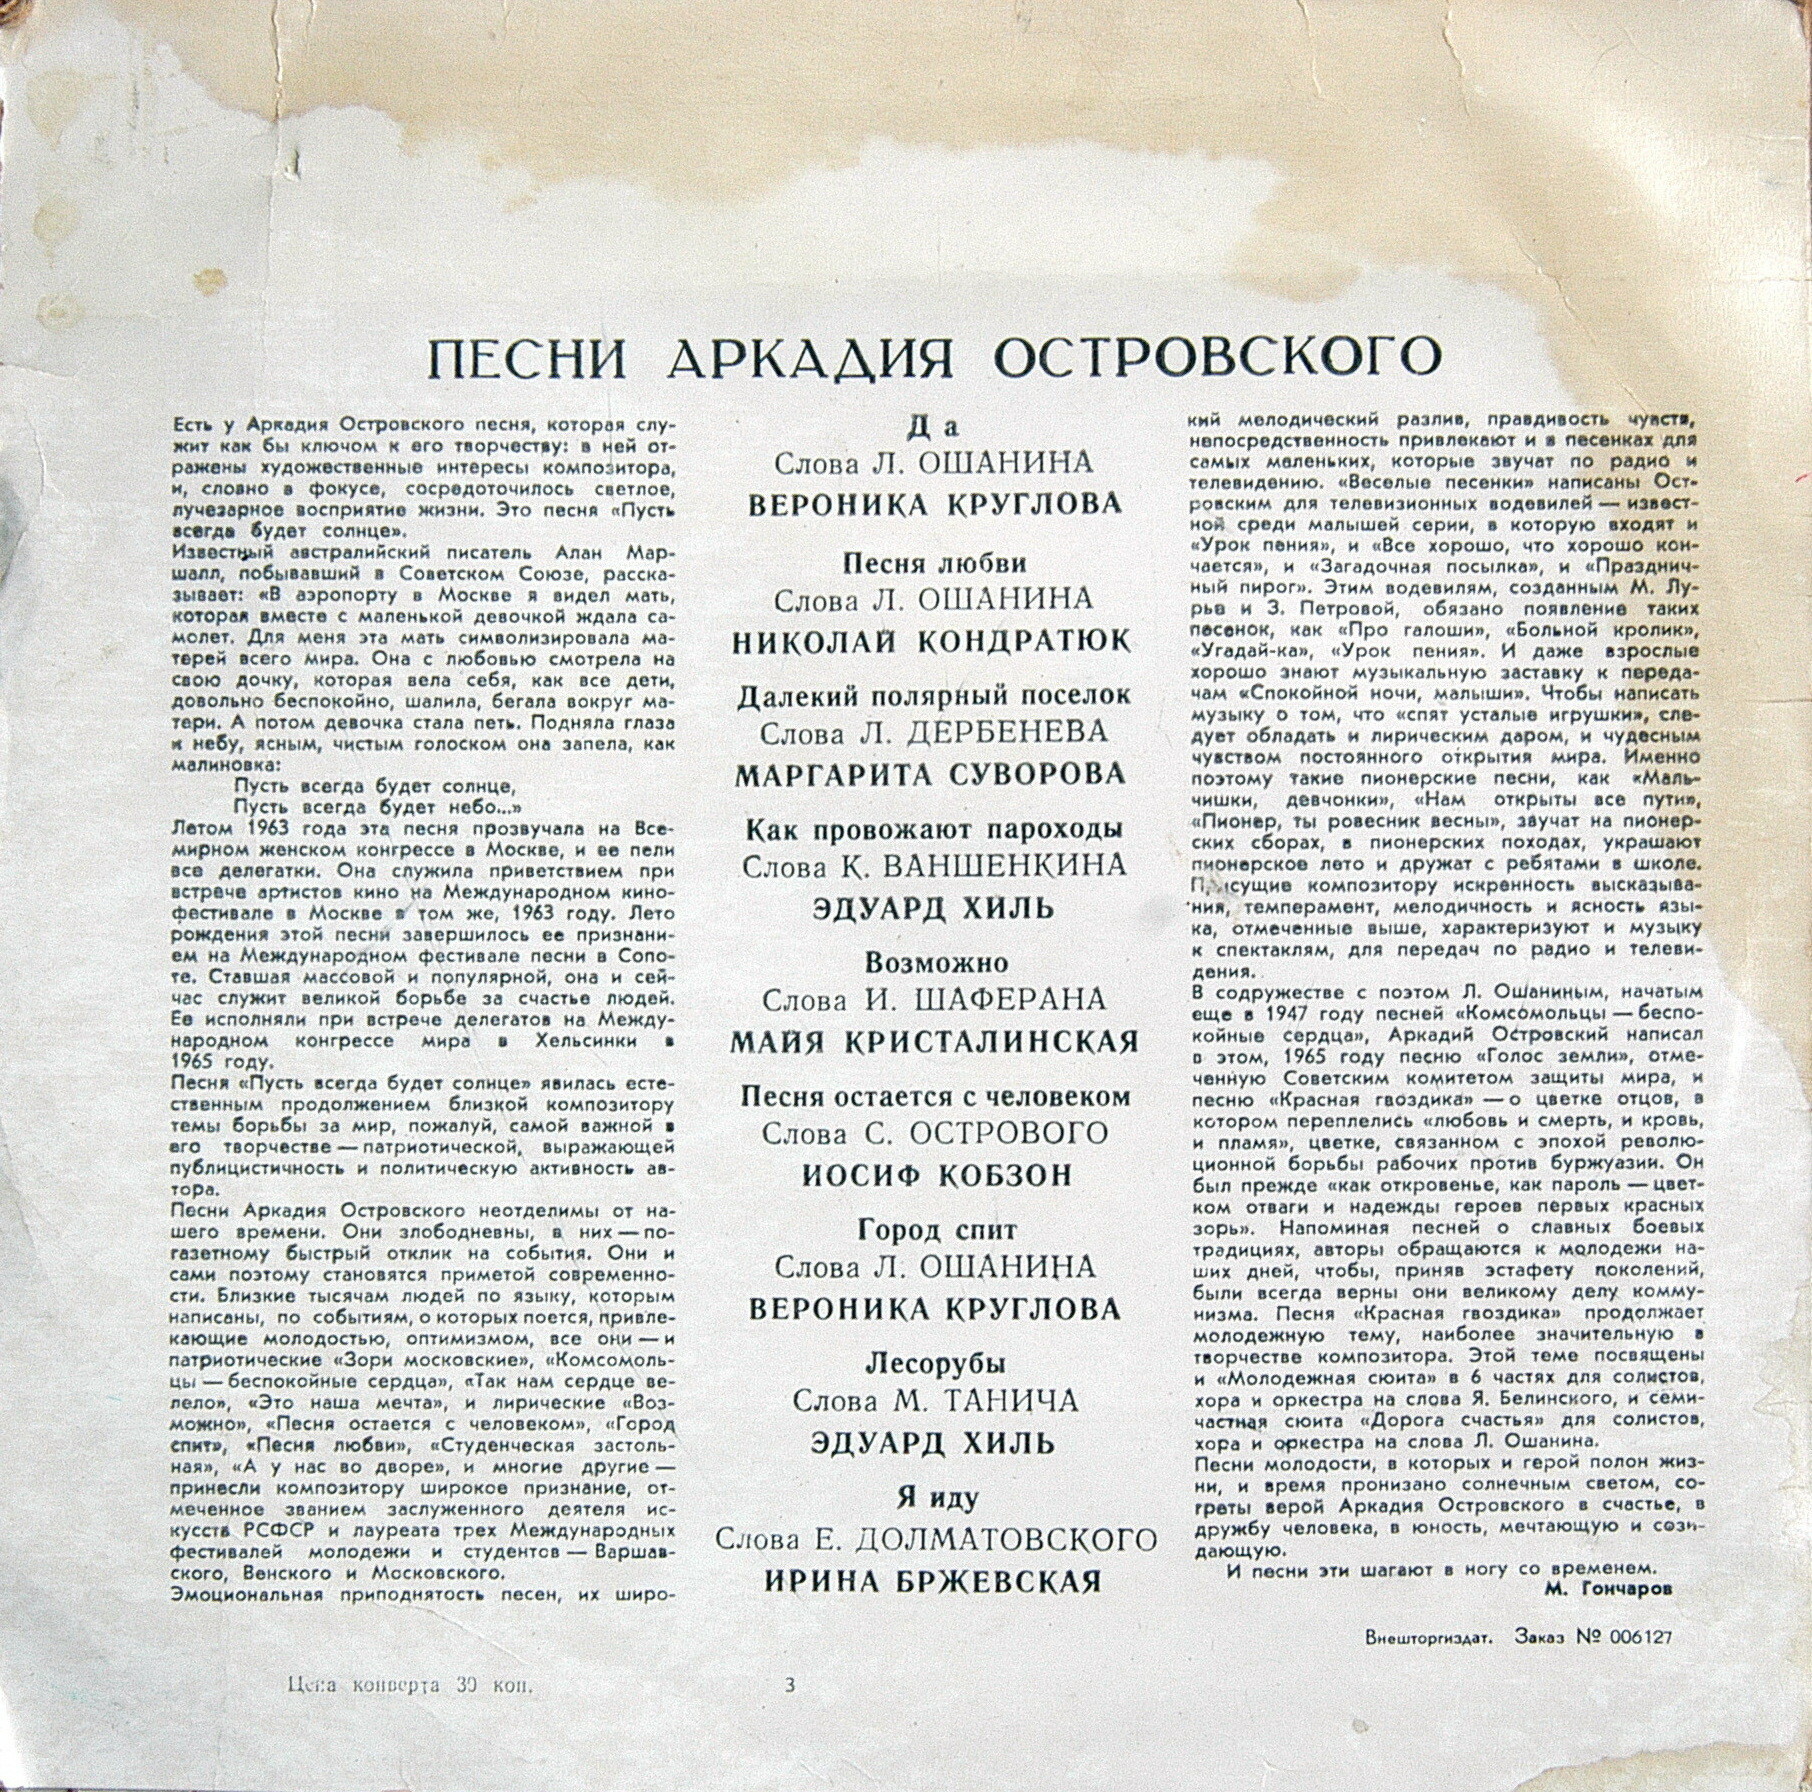 ПЕСНИ АРКАДИЯ ОСТРОВСКОГО
Есть у Аркадия Островского песня, которая слу-
жит как бы ключом к его творчеству: в ней от-
ражены художественные интересы композитора,
и, словно в фокусе, сосредоточилось светлое,
лучезарное восприятие жизни. Это песня «Пусть
всегда будет солнце».
Известный австралийский писатель Алан Мар-
шалл, побывавший в Советском Союзе, расска-
зывает: «В аэропорту в Москве я видел мать,
которая вместе с маленькой девочкой ждала са-
молет. Для меня эта мать символизировала ма-
терей всего мира. Она с любовью смотрела на
свою дочку, которая вела себя, как все дети,
довольно беспокойно, шалила, бегала вокруг ма-
тери. А потом девочка стала петь. Подняла глаза
к небу, ясным, чистым голоском она запела, как
малиновка:
Пусть всегда будет солнце,
Пусть всегда будет небо...»
Летом 1963 года эта песня прозвучала на Все-
мирном женском конгрессе в Москве, и ее пели
все делегатки. Она служила приветствием при
встрече артистов кино на Международном кино-
фестивале в Москве в том же, 1963 году. Лето
рождения этой песни завершилось ее признани-
ем на Международном фестивале песни в Сопо-
те. Ставшая массовой и популярной, она и сей-
час служит великой борьбе за счастье людей.
Ее исполняли при встрече делегатов на Между-
народном конгрессе мира в Хельсинки в
1965 году.
Песня «Пусть всегда будет солнце» явилась есте-
ственным продолжением близкой композитору
темы борьбы за мир, пожалуй, самой важной в
его творчестве — патриотической, выражающей
публицистичность и политическую активность ав-
тора.
Песни Аркадия Островского неотделимы от на-
шего времени. Они злободневны, в них — по-
газетному быстрый отклик на события. Они и
сами поэтому становятся приметой современно-
сти. Близкие тысячам людей по языку, которым
написаны, по событиям, о которых поется, привле-
кающие молодостью, оптимизмом, все они — и
патриотические «Зори московские», «Комсомоль-
цы — беспокойные сердца», «Так нам сердце ве-
лело», «Это наша мечта», и лирические «Воз-
можно», «Песня остается с человеком», «Город
спит», «Песня любви», «Студенческая застоль-
ная», «А у нас во дворе», и многие другие —
принесли композитору широкое признание, от-
меченное званием заслуженного деятеля ис-
кусств РСФСР и лауреата трех Международных
фестивалей молодежи и студентов — Варшав-
ского, Венского и Московского.
Эмоциональная приподнятость песен, их широ-
Да
Слова Л. ОШАНИНА
ВЕРОНИКА КРУГЛОВА
Песня любви
Слова Л. ОШАНИНА
НИКОЛАЙ КОНДРАТЮК
Далекий полярный поселок
Слова Л. ДЕРБЕНЕВА
МАРГАРИТА СУВОРОВА
Как провожают пароходы
Слова К. ВАНШЕНКИНА
ЭДУАРД ХИЛЬ
Возможно
Слова И. ШАФЕРАНА
МАЙЯ КРИСТАЛИНСКАЯ
Песня остается с человеком
Слова С. ОСТРОВОГО
ИОСИФ КОБЗОН
Город спит
Слова Л. ОШАНИНА
ВЕРОНИКА КРУГЛОВА
Лесорубы
Слова М. ТАНИЧА
ЭДУАРД ХИЛЬ
Я иду
Слова Е. ДОЛМАТОВСКОГО
ИРИНА БРЖЕВСКАЯ
кий мелодический разлив, правдивость чувств,
непосредственность привлекают и в песенках для
самых маленьких, которые звучат по радио и
телевидению. «Веселые песенки» написаны Ост-
ровским для телевизионных водевилей — извест-
ной среди малышей серии, в которую входят и
«Урок пения», и «Все хорошо, что хорошо кон-
чается», и «Загадочная посылка», и «Празднич-
ный пирог». Этим водевилям, созданным М. Лу-
рье и З. Петровой, обязано появление таких
песенок, как «Про галоши», «Больной кролик»,
«Угадай-ка», «Урок пения». И даже взрослые
хорошо знают музыкальную заставку к переда-
чам «Спокойной ночи, малыши». Чтобы написать
музыку о том, что «спят усталые игрушки», сле-
дует обладать и лирическим даром, и чудесным
чувством постоянного открытия мира. Именно
поэтому такие пионерские песни, как «Маль-
чишки, девчонки», «Нам открыты все пути»,
«Пионер, ты ровесник весны», звучат на пионер-
ских сборах, в пионерских походах, украшают
пионерское лето и дружат с ребятами в школе.
Присущие композитору искренность высказыва-
ния, темперамент, мелодичность и ясность язы-
ка, отмеченные выше, характеризуют и музыку
к спектаклям, для передач по радио и телеви-
дения.
В содружестве с поэтом Л. Ошаниным, начатым
еще в 1947 году песней «Комсомольцы — беспо-
койные сердца», Аркадий Островский написал
в этом, 1965 году песню «Голос земли», отме-
ченную Советским комитетом защиты мира, и
песню «Красная гвоздика» — о цветке отцов, в
котором переплелись «любовь и смерть, и кровь,
и пламя», цветке, связанном с эпохой револю-
ционной борьбы рабочих против буржуазии. Он
был прежде «как откровенье, как пароль — цвет-
ком отваги и надежды героев первых красных
зорь». Напоминая песней о славных боевых
традициях, авторы обращаются к молодежи на-
ших дней, чтобы, приняв эстафету поколений,
были всегда верны они великому делу комму-
низма. Песня «Красная гвоздика» продолжает
молодежную тему, наиболее значительную в
творчестве композитора. Этой теме посвящены
и «Молодежная сюита» в 6 частях для солистов,
хора и оркестра на слова Я. Белинского, и семи-
частная сюита «Дорога счастья» для солистов,
хора и оркестра на слова Л. Ошанина.
Песни молодости, в которых и герой полон жиз-
ни, и время пронизано солнечным светом, со-
греты верой Аркадия Островского в счастье, в
дружбу человека, в юность, мечтающую и сози-
дающую.
И песни эти шагают в ногу со временем.
М. Гончаров
Внешторгиздат. Заказ № 006127
Цена конверта 30 коп.
3